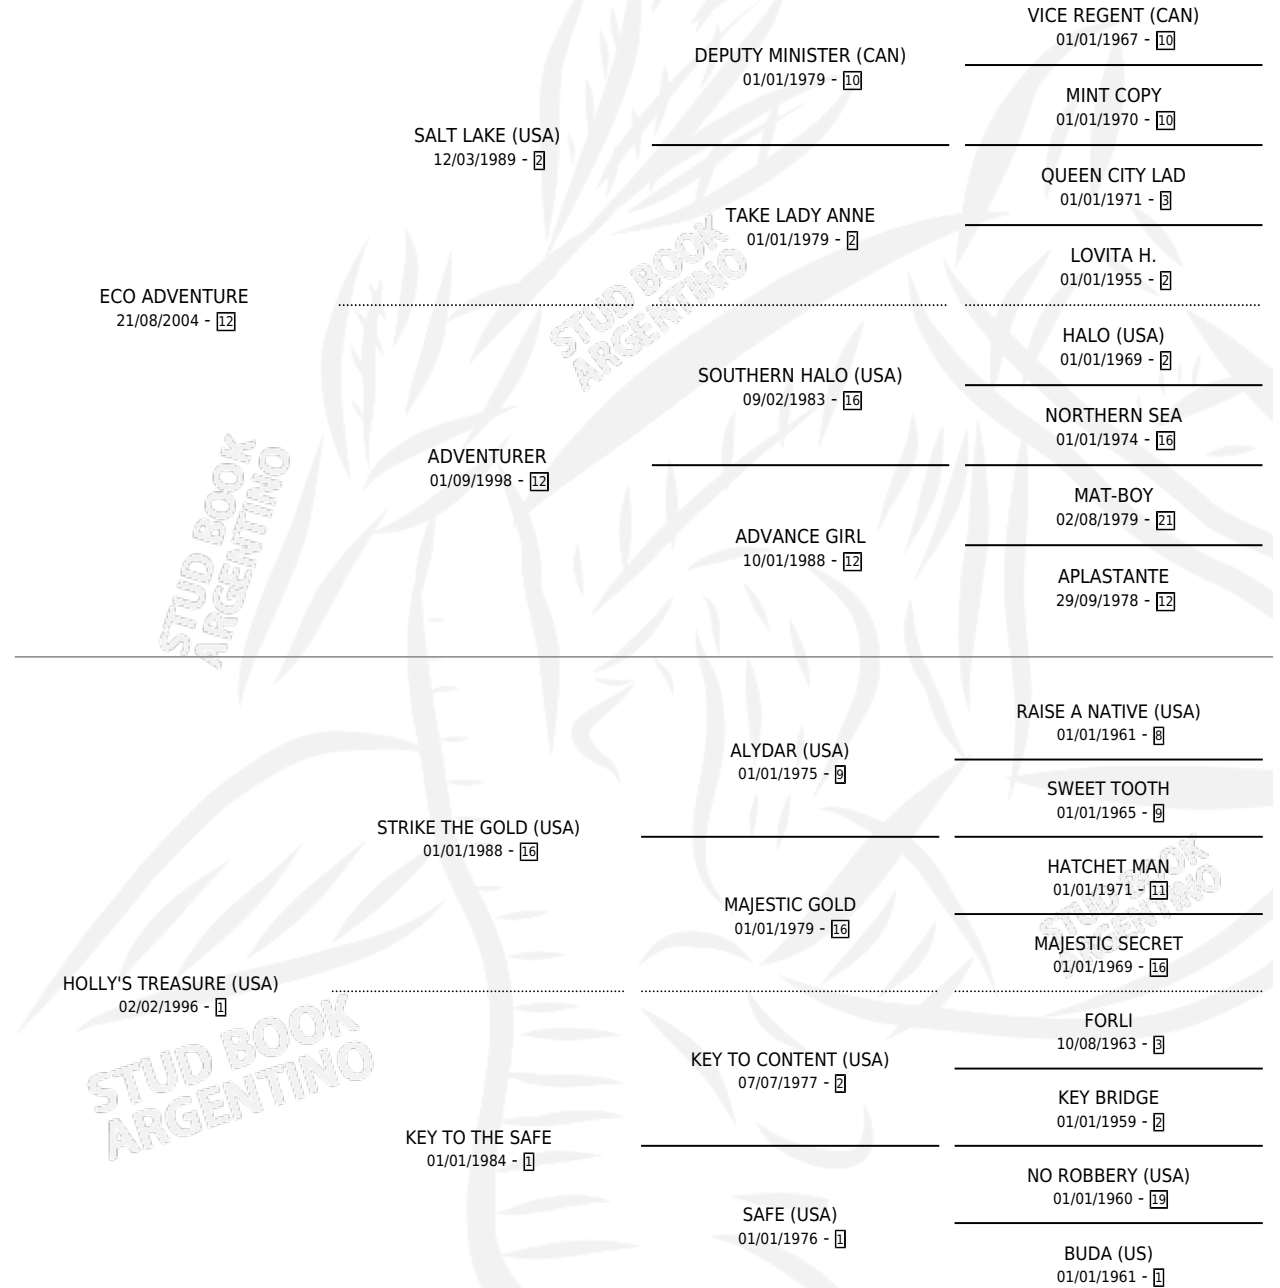 VICE REGENT (CAN)
01/01/1967 - 10
DEPUTY MINISTER (CAN)
01/01/1979 - 10
MINT COPY
01/01/1970 - 10
SALT LAKE (USA)
12/03/1989 - 2
QUEEN CITY LAD
01/01/1971 - 3
TAKE LADY ANNE
01/01/1979 - 2
LOVITA H.
01/01/1955 - 2
ECO ADVENTURE
21/08/2004 - 12
HALO (USA)
01/01/1969 - 2
SOUTHERN HALO (USA)
09/02/1983 - 16
NORTHERN SEA
01/01/1974 - 16
ADVENTURER
01/09/1998 - 12
MAT-BOY
02/08/1979 - 21
ADVANCE GIRL
10/01/1988 - 12
APLASTANTE
29/09/1978 - 12
RAISE A NATIVE (USA)
01/01/1961 - 8
ALYDAR (USA)
01/01/1975 - 9
SWEET TOOTH
01/01/1965 - 9
STRIKE THE GOLD (USA)
01/01/1988 - 16
HATCHET MAN
01/01/1971 - 11
MAJESTIC GOLD
01/01/1979 - 16
MAJESTIC SECRET
01/01/1969 - 16
HOLLY'S TREASURE (USA)
02/02/1996 - 1
FORLI
10/08/1963 - 3
KEY TO CONTENT (USA)
07/07/1977 - 2
KEY BRIDGE
01/01/1959 - 2
KEY TO THE SAFE
01/01/1984 - 1
NO ROBBERY (USA)
01/01/1960 - 19
SAFE (USA)
01/01/1976 - 1
BUDA (US)
01/01/1961 - 1
STUD BOOK
ARGENTINO
STUD BOOK
ARGENTINO
STUD BOOK
ARGENTINO
STUD BOOK
ARGENTINO